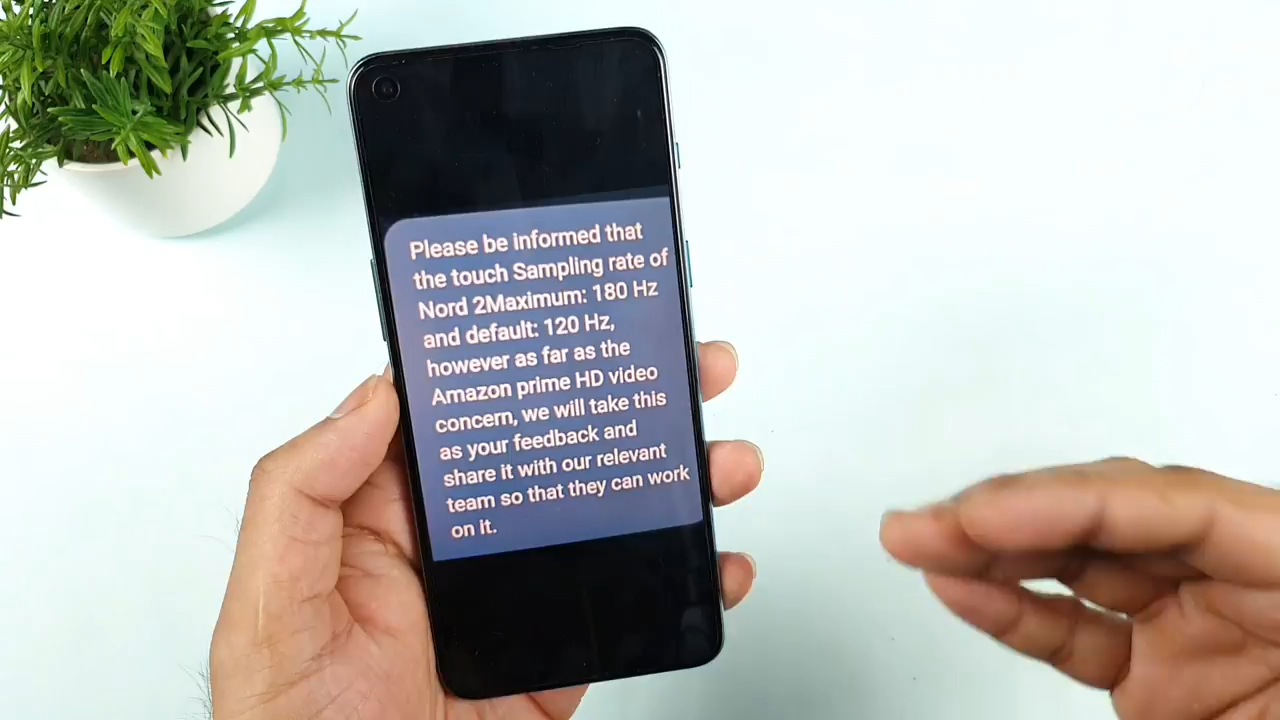 Please be informed that
the touch Sampling rate of
Nord 2Maximum: 180 Hz
and default: 120 Hz,
however as far as the
Amazon prime HD video
concern, we will take this
as your feedback and
share it with our relevant
team so that they can work
on it.